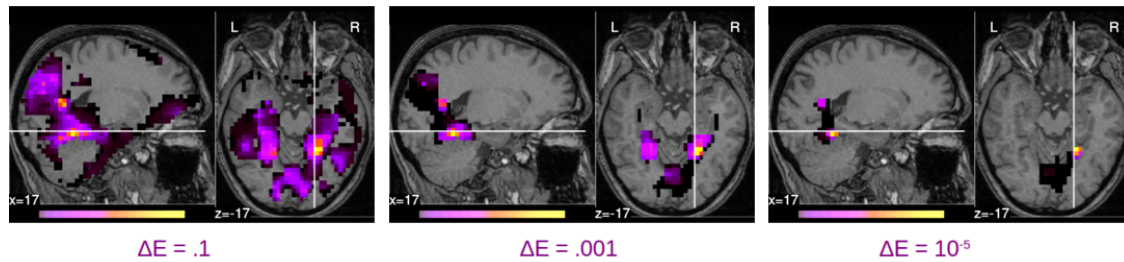 L R
x=17 z=-17
L R
x=17 z=-17
L R
x=17 z=-17
ΔE = .1
ΔE = .001
ΔE = 10⁻⁵